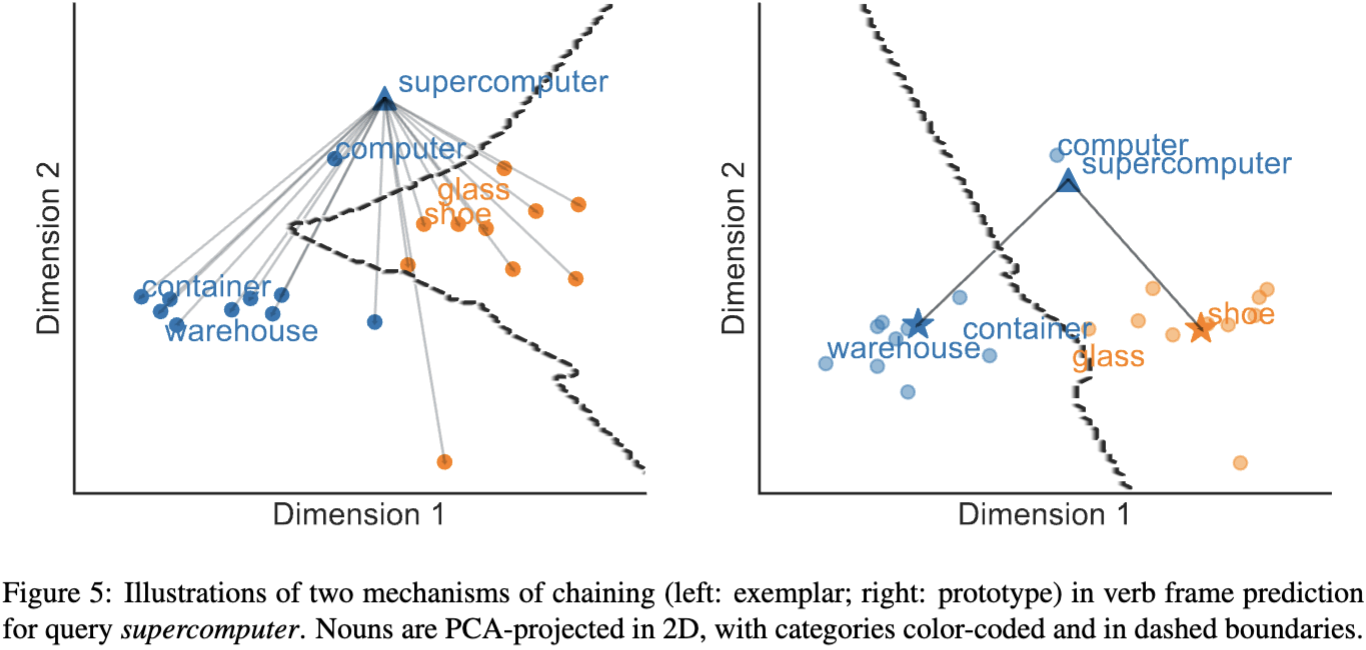 supercomputer
computer
glass
shoe
container
warehouse
Dimension 2
Dimension 1
computer
supercomputer
shoe
container
warehouse
glass
Dimension 2
Dimension 1
Figure 5: Illustrations of two mechanisms of chaining (left: exemplar; right: prototype) in verb frame prediction
for query supercomputer. Nouns are PCA-projected in 2D, with categories color-coded and in dashed boundaries.